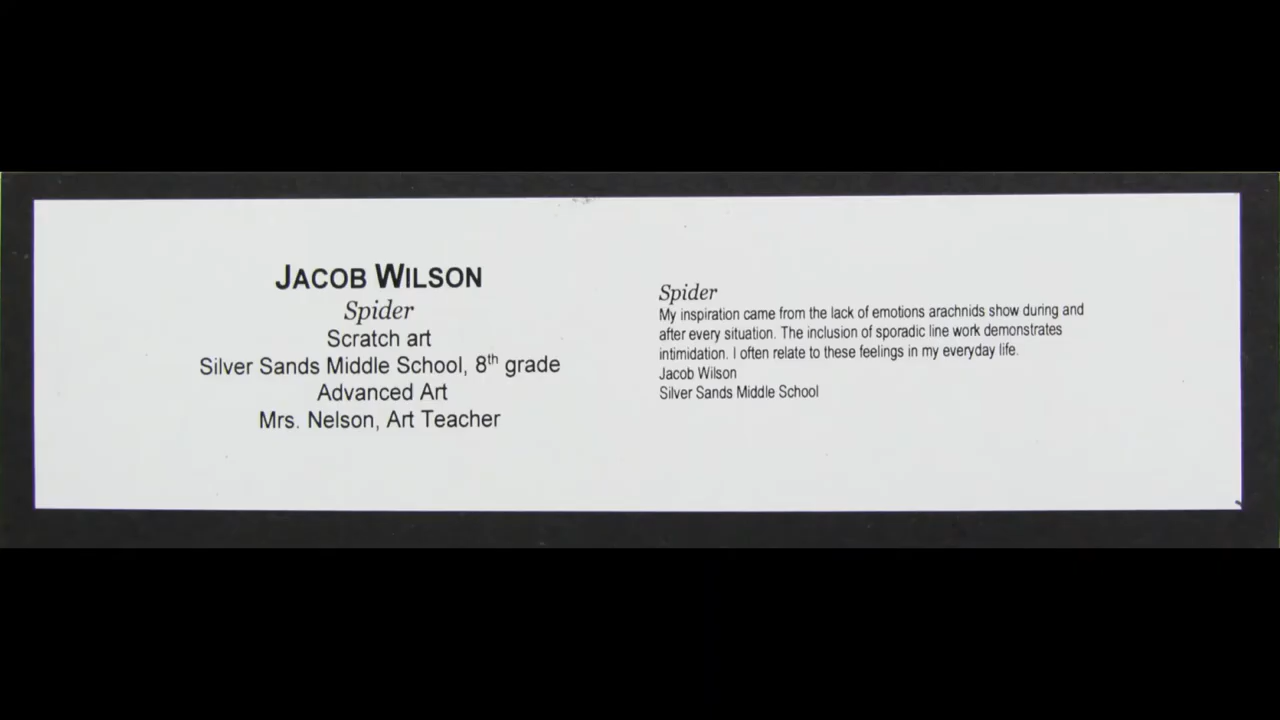 JACOB WILSON
Spider
Scratch art
Silver Sands Middle School, 8th grade
Advanced Art
Mrs. Nelson, Art Teacher
Spider
My inspiration came from the lack of emotions arachnids show during and
after every situation. The inclusion of sporadic line work demonstrates
intimidation. I often relate to these feelings in my everyday life.
Jacob Wilson
Silver Sands Middle School